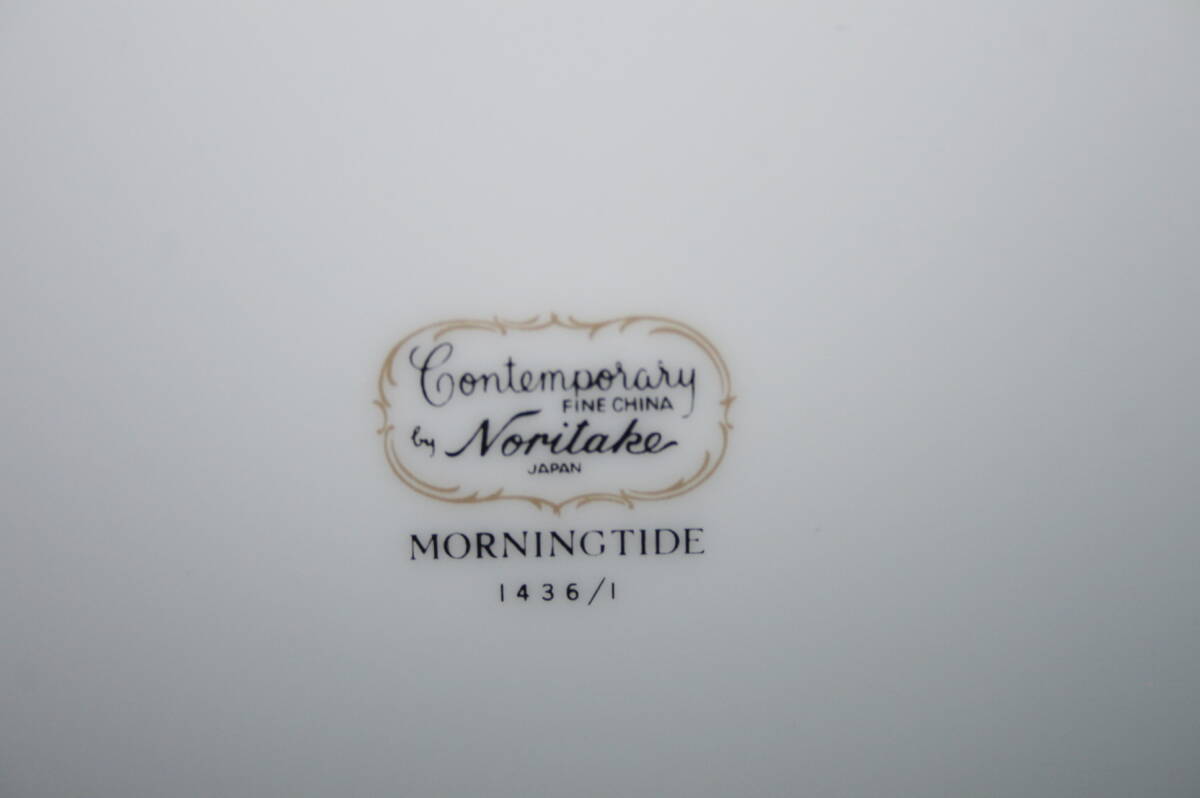 Contemporary
FINE CHINA
by Noritake
JAPAN
MORNINGTIDE
1436/1